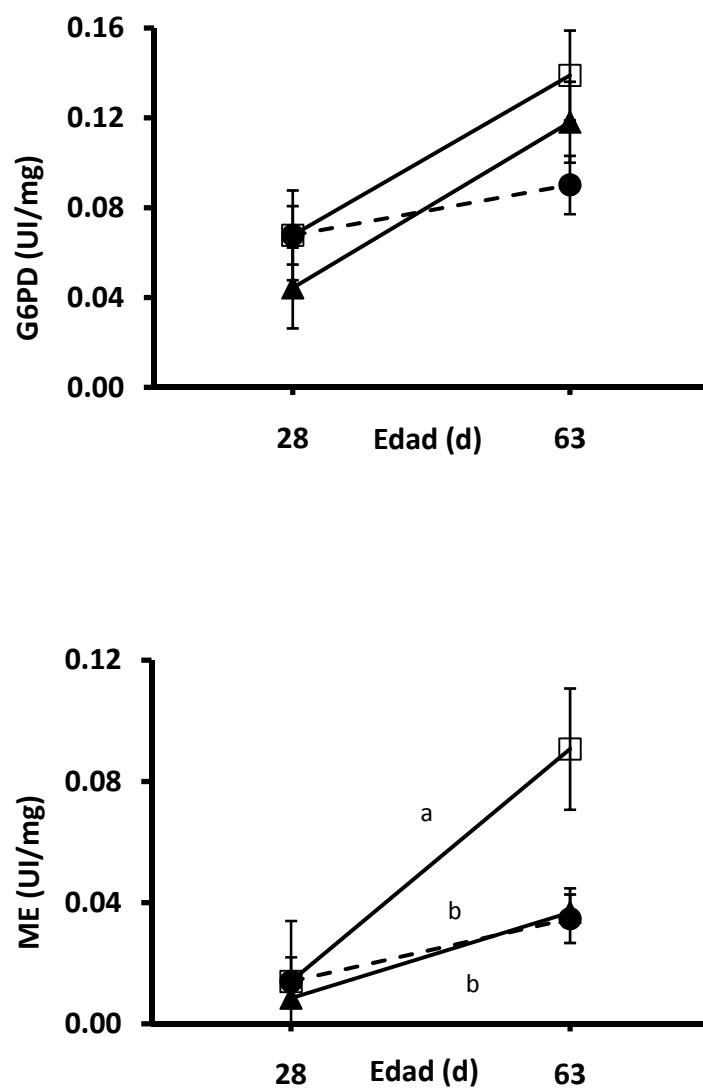 0.16
0.12
0.08
0.04
0.00
G6PD (UI/mg)
28 Edad (d) 63
0.12
0.08
0.04
0.00
ME (UI/mg)
a
b
b
28 Edad (d) 63